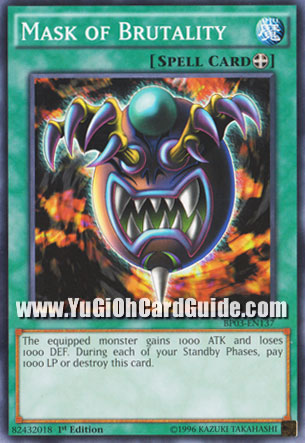 MASK OF BRUTALITY
魔
[SPELL CARD]
www.YuGiOhCardGuide.com
BP03-EN137
The equipped monster gains 1000 ATK and loses
1000 DEF. During each of your Standby Phases, pay
1000 LP or destroy this card.
82432018
1st Edition
©1996 KAZUKI TAKAHASHI